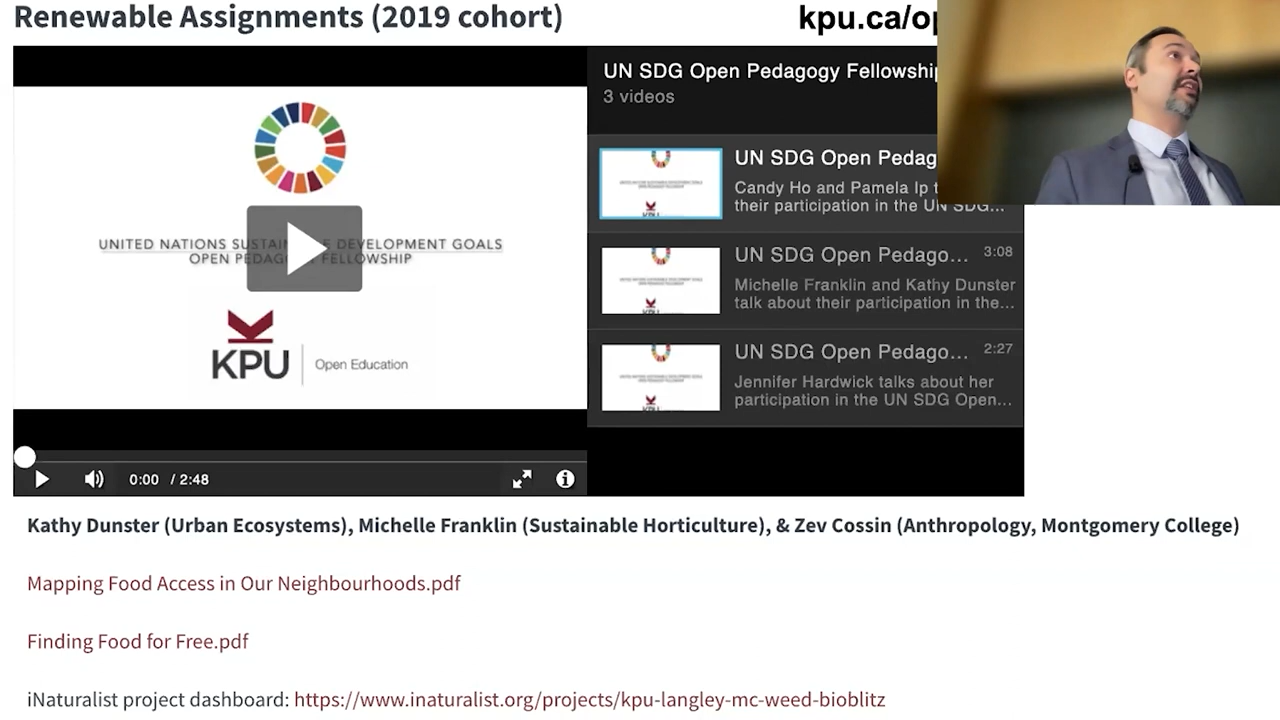 Renewable Assignments (2019 cohort)
kpu.ca/op
UNITED NATIONS DEVELOPMENT GOALS
OPEN FELLOWSHIP
KPU
Open Education
0:00 / 2:48
UN SDG Open Pedagogy Fellowship
3 videos
UN SDG Open Pedag
Candy Ho and Pamela Ip t
their participation in the UN SDG...
UN SDG Open Pedago... 3:08
Michelle Franklin and Kathy Dunster
talk about their participation in the...
UN SDG Open Pedago... 2:27
Jennifer Hardwick talks about her
participation in the UN SDG Open...
Kathy Dunster (Urban Ecosystems), Michelle Franklin (Sustainable Horticulture), & Zev Cossin (Anthropology, Montgomery College)
Mapping Food Access in Our Neighbourhoods.pdf
Finding Food for Free.pdf
iNaturalist project dashboard: https://www.inaturalist.org/projects/kpu-langley-mc-weed-bioblitz